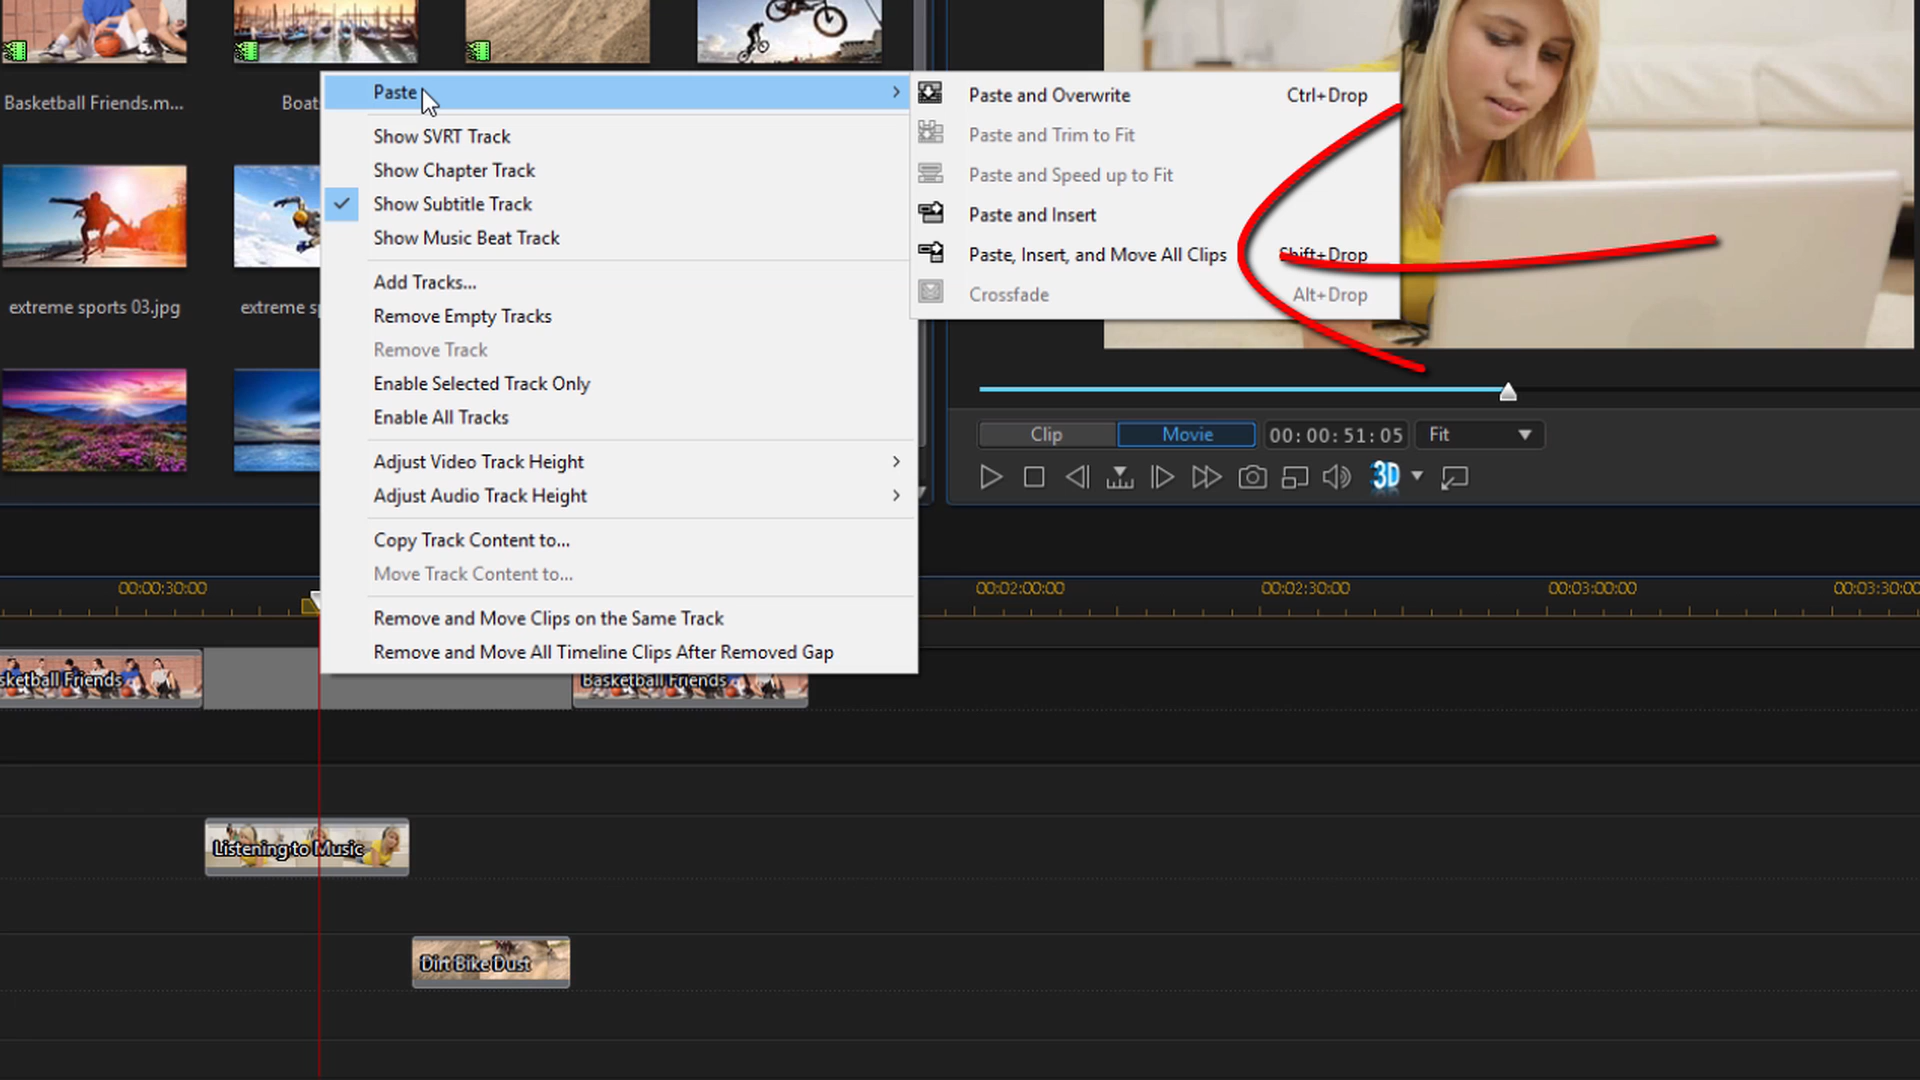 Basketball Friends.m...
Boat
extreme sports 03.jpg
extreme s
Paste
Show SVRT Track
Show Chapter Track
Show Subtitle Track
Show Music Beat Track
Add Tracks...
Remove Empty Tracks
Remove Track
Enable Selected Track Only
Enable All Tracks
Adjust Video Track Height
Adjust Audio Track Height
Copy Track Content to...
Move Track Content to...
Remove and Move Clips on the Same Track
Remove and Move All Timeline Clips After Removed Gap
Paste and Overwrite Ctrl+Drop
Paste and Trim to Fit
Paste and Speed up to Fit
Paste and Insert
Paste, Insert, and Move All Clips Shift+Drop
Crossfade Alt+Drop
Clip Movie 00:00:51:05 Fit
3D
00:00:30:00 00:02:00:00 00:02:30:00 00:03:00:00 00:03:30:00
sketball Friends
Basketball Friends
Listening to Music
Dirt Bike Dust